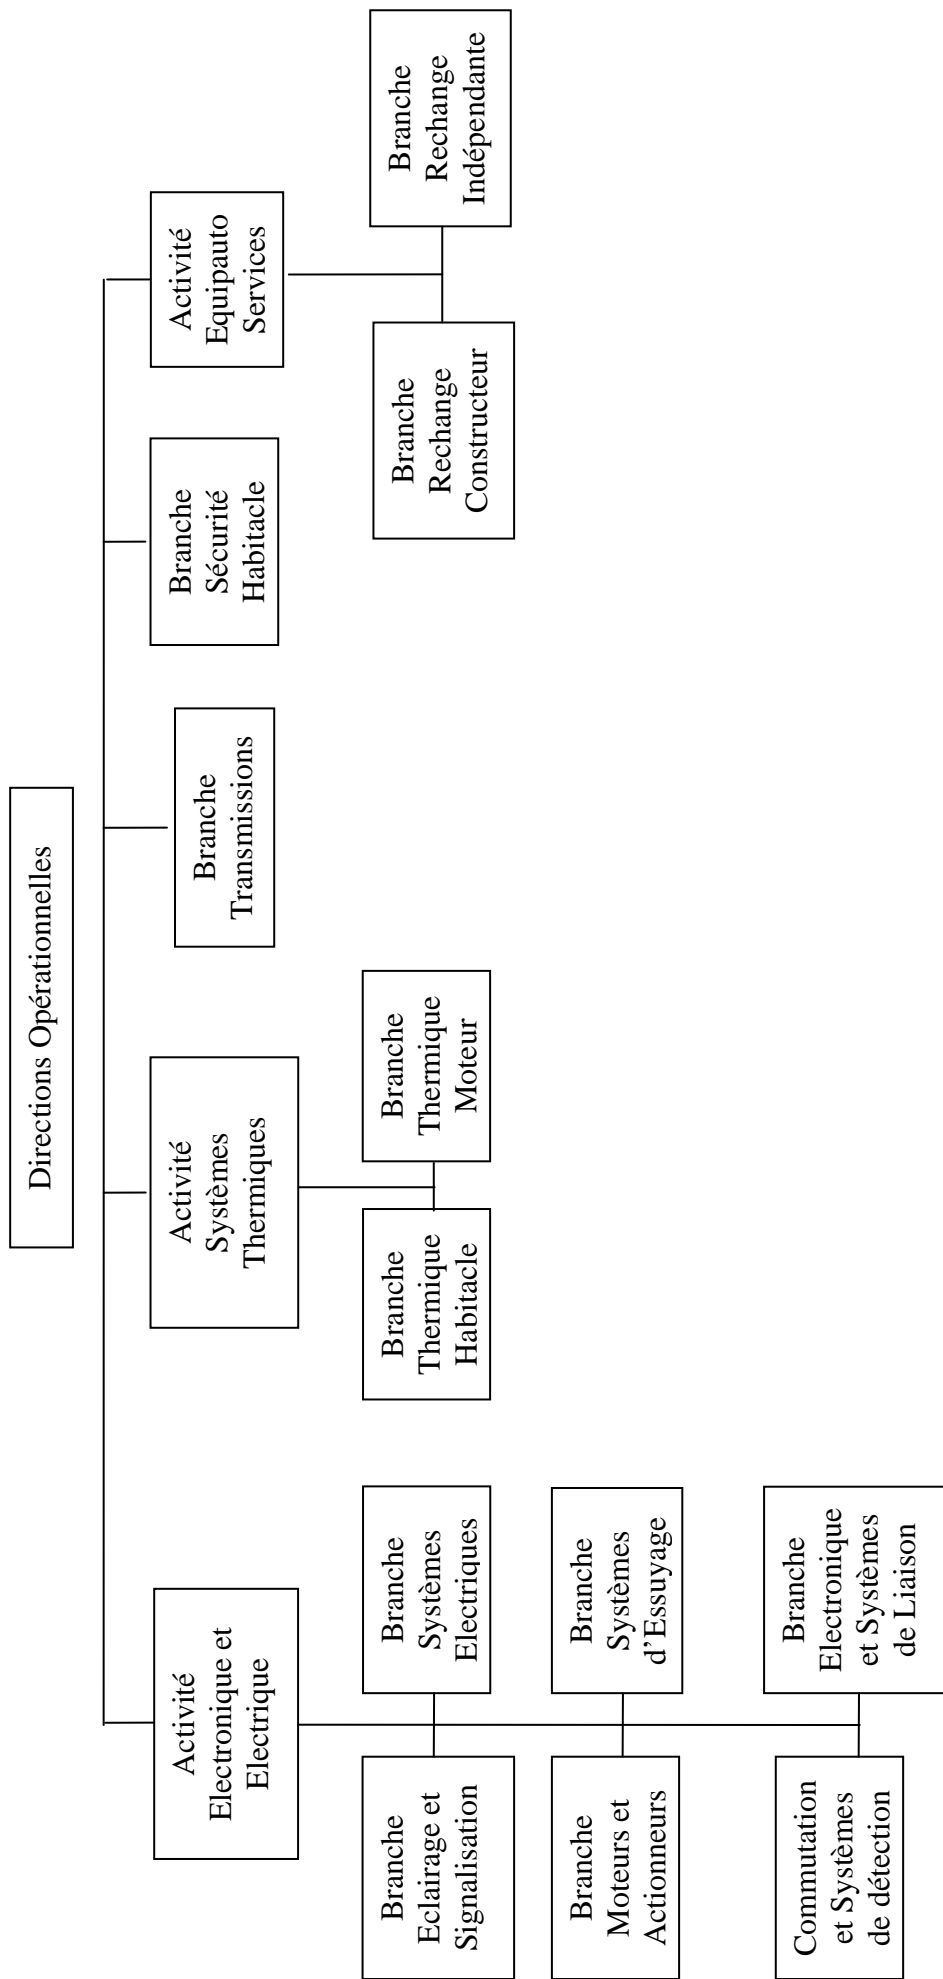 Directions Opérationnelles
Activité
Electronique et
Electrique
Activité
Systèmes
Thermiques
Branche
Transmissions
Branche
Sécurité
Habitacle
Activité
Equipauto
Services
Branche
Eclairage et
Signalisation
Branche
Systèmes
Electriques
Branche
Thermique
Habitacle
Branche
Thermique
Moteur
Branche
Rechange
Constructeur
Branche
Rechange
Indépendante
Branche
Moteurs et
Actionneurs
Branche
Systèmes
d'Essuyage
Commutation
et Systèmes
de détection
Branche
Electronique
et Systèmes
de Liaison